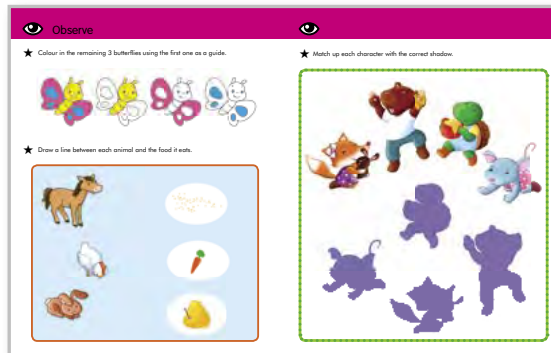 Observe
Colour in the remaining 3 butterflies using the first one as a guide.
Draw a line between each animal and the food it eats.
Match up each character with the correct shadow.